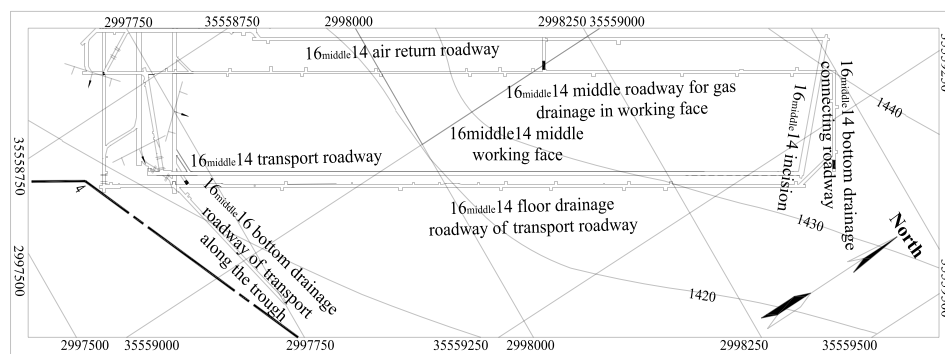 2997750
35558750
2998000
2998250
35559000
16middle14 air return roadway
16middle14 middle roadway for gas
drainage in working face
16middle14 middle
working face
16middle14 transport roadway
16middle14 floor drainage
roadway of transport roadway
16middle16 bottom drainage
roadway of transport
along the trough
16middle14 incision
16middle14 bottom drainage
connecting roadway
1440
1430
1420
North
4
35558750
2997500
2997500
35559000
2997750
35559250
2998000
2998250
35559500